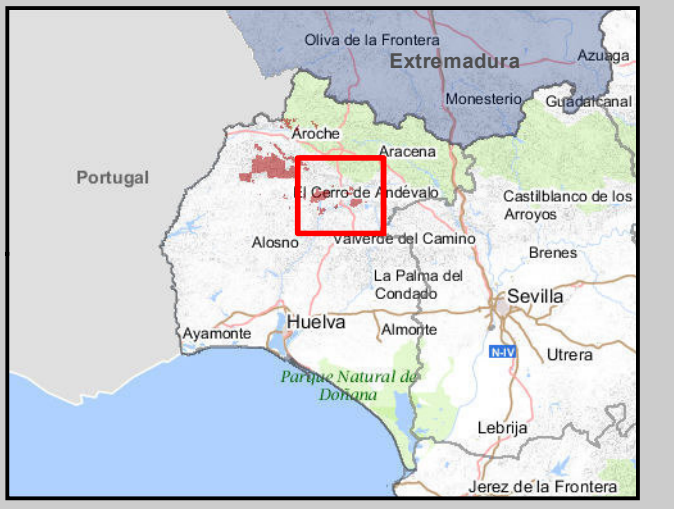 Oliva de la Frontera
Extremadura
Azuaga
Monesterio
Guadalcanal
Aroche
Aracena
Portugal
El Cerro de Andévalo
Castilblanco de los
Arroyos
Alosno
Valverde del Camino
Brenes
La Palma del
Condado
Sevilla
Huelva
Ayamonte
Almonte
N-IV
Utrera
Parque Natural de
Doñana
Lebrija
Jerez de la Frontera